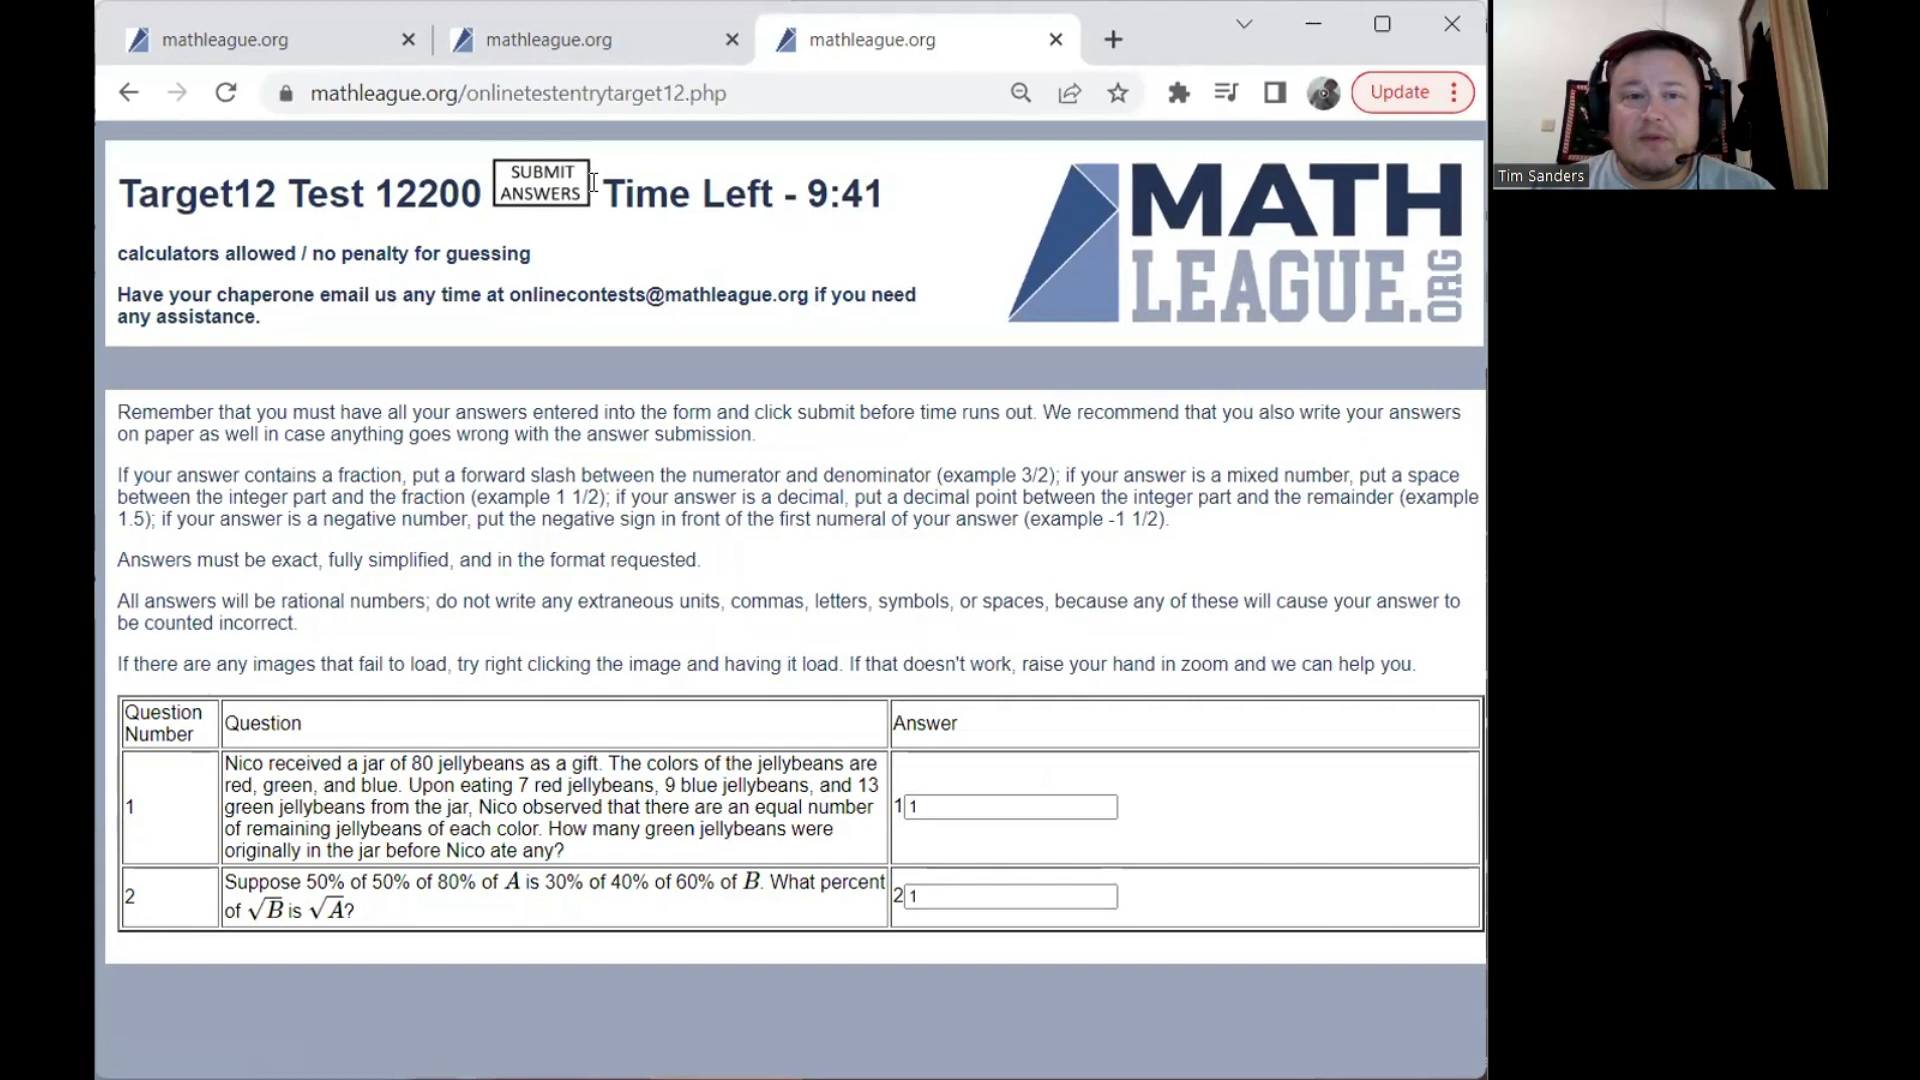 mathleague.org
mathleague.org
mathleague.org
mathleague.org/onlinetestentrytarget12.php
Update
Target12 Test 12200
SUBMIT
ANSWERS
Time Left - 9:41
calculators allowed / no penalty for guessing
Have your chaperone email us any time at onlinecontests@mathleague.org if you need
any assistance.
MATH
LEAGUE.ORG
Tim Sanders
Remember that you must have all your answers entered into the form and click submit before time runs out. We recommend that you also write your answers
on paper as well in case anything goes wrong with the answer submission.
If your answer contains a fraction, put a forward slash between the numerator and denominator (example 3/2); if your answer is a mixed number, put a space
between the integer part and the fraction (example 1 1/2); if your answer is a decimal, put a decimal point between the integer part and the remainder (example
1.5); if your answer is a negative number, put the negative sign in front of the first numeral of your answer (example -1 1/2).
Answers must be exact, fully simplified, and in the format requested.
All answers will be rational numbers; do not write any extraneous units, commas, letters, symbols, or spaces, because any of these will cause your answer to
be counted incorrect.
If there are any images that fail to load, try right clicking the image and having it load. If that doesn't work, raise your hand in zoom and we can help you.
Question
Number
Question
Answer
1
Nico received a jar of 80 jellybeans as a gift. The colors of the jellybeans are
red, green, and blue. Upon eating 7 red jellybeans, 9 blue jellybeans, and 13
green jellybeans from the jar, Nico observed that there are an equal number
of remaining jellybeans of each color. How many green jellybeans were
originally in the jar before Nico ate any?
1 1
2
Suppose 50% of 50% of 80% of A is 30% of 40% of 60% of B. What percent
of √B is √A?
2 1